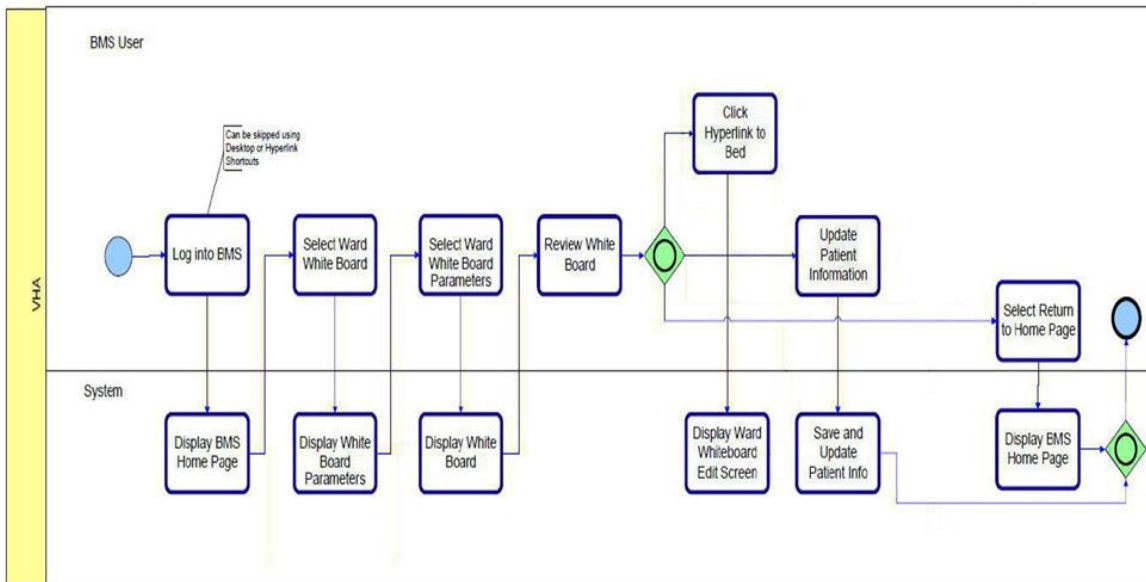 VHA
BMS User
Can be skipped using
Desktop or Hyperlink
Shortcuts
Log into BMS
Select Ward
White Board
Select Ward
White Board
Parameters
Review White
Board
Click
Hyperlink to
Bed
Update
Patient
Information
Select Return
to Home Page
System
Display BMS
Home Page
Display White
Board
Parameters
Display White
Board
Display Ward
Whiteboard
Edit Screen
Save and
Update
Patient Info
Display BMS
Home Page